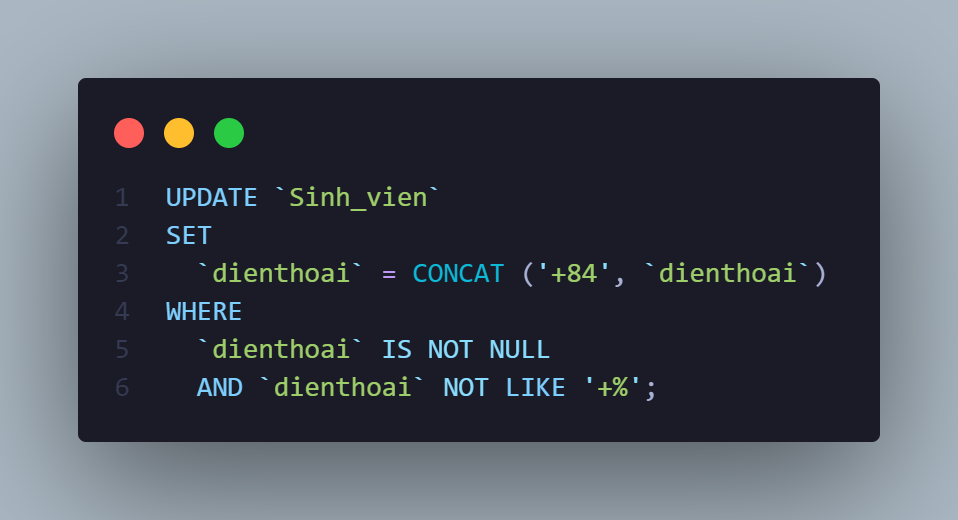 1 UPDATE `Sinh_vien`
2 SET
3   `dienthoai` = CONCAT ('+84', `dienthoai`)
4 WHERE
5   `dienthoai` IS NOT NULL
6   AND `dienthoai` NOT LIKE '+%';